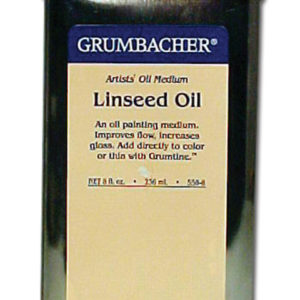 GRUMBACHER®
Artists' Oil Medium
Linseed Oil
An oil painting medium.
Improves flow, increases
gloss. Add directly to color
or thin with Grumtine.™
NET 8 fl. oz. • 236 ml. • 558-8